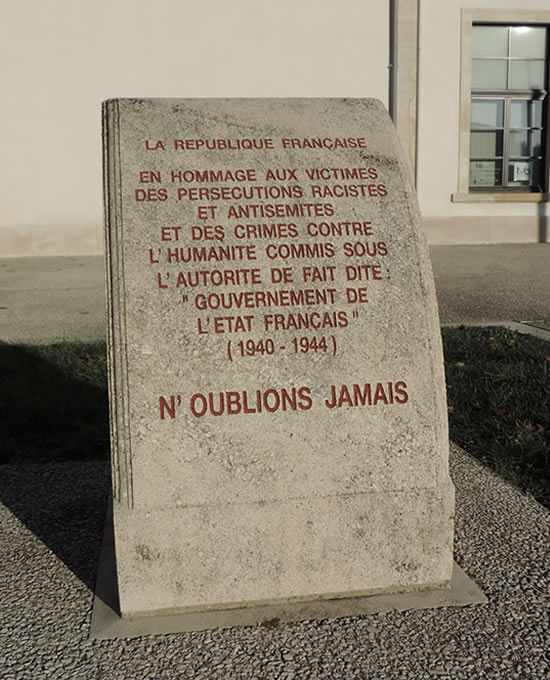 LA REPUBLIQUE FRANÇAISE
EN HOMMAGE AUX VICTIMES
DES PERSECUTIONS RACISTES
ET ANTISEMITES
ET DES CRIMES CONTRE
L'HUMANITE COMMIS SOUS
L'AUTORITE DE FAIT DITE :
"GOUVERNEMENT DE
L'ETAT FRANÇAIS"
(1940 - 1944)
N'OUBLIONS JAMAIS